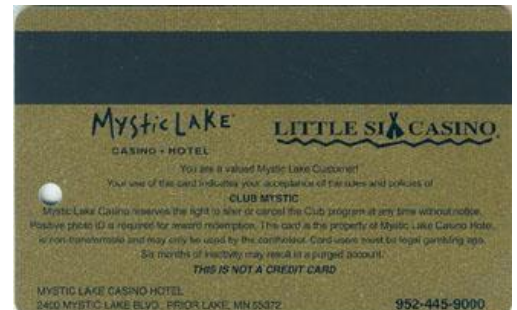 MYSTIC LAKE
CASINO • HOTEL
LITTLE SIX CASINO
You are a valued Mystic Lake Customer!
Your use of this card indicates your acceptance of the rules and policies of
CLUB MYSTIC
Mystic Lake Casino reserves the right to alter or cancel the Club program at any time without notice.
Positive photo ID is required for reward redemption. This card is the property of Mystic Lake Casino Hotel,
is non-transferable and may only be used by the cardholder. Card users must be legal gambling age.
Six months of inactivity may result in a purged account.
THIS IS NOT A CREDIT CARD
MYSTIC LAKE CASINO HOTEL
2400 MYSTIC LAKE BLVD., PRIOR LAKE, MN 55372
952-445-9000